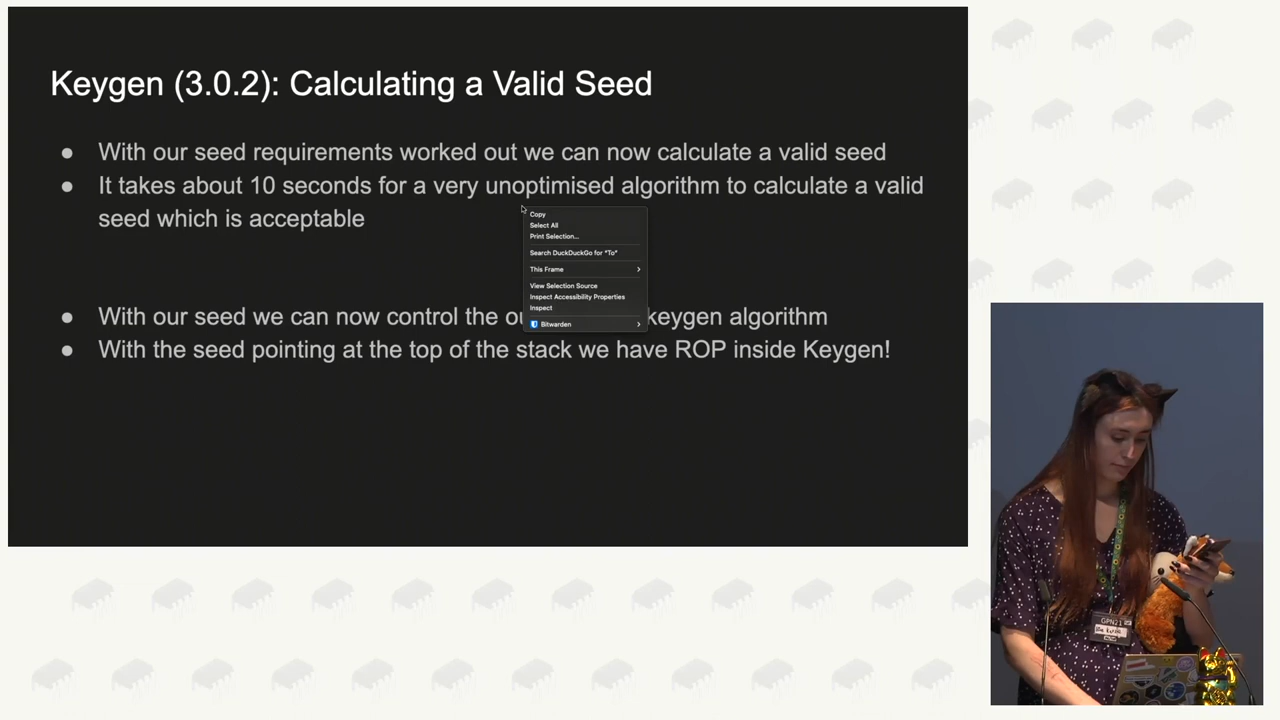 Keygen (3.0.2): Calculating a Valid Seed
● With our seed requirements worked out we can now calculate a valid seed
● It takes about 10 seconds for a very unoptimised algorithm to calculate a valid
seed which is acceptable
Copy
Select All
Print Selection...
Search DuckDuckGo for "To"
This Frame
View Selection Source
Inspect Accessibility Properties
Inspect
Bitwarden
● With our seed we can now control the keygen algorithm
● With the seed pointing at the top of the stack we have ROP inside Keygen!
GPN21